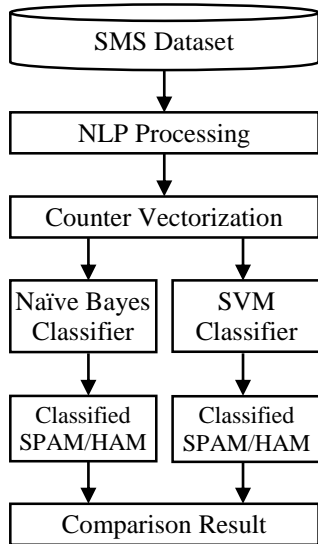 SMS Dataset
NLP Processing
Counter Vectorization
Naïve Bayes
Classifier
SVM
Classifier
Classified
SPAM/HAM
Classified
SPAM/HAM
Comparison Result